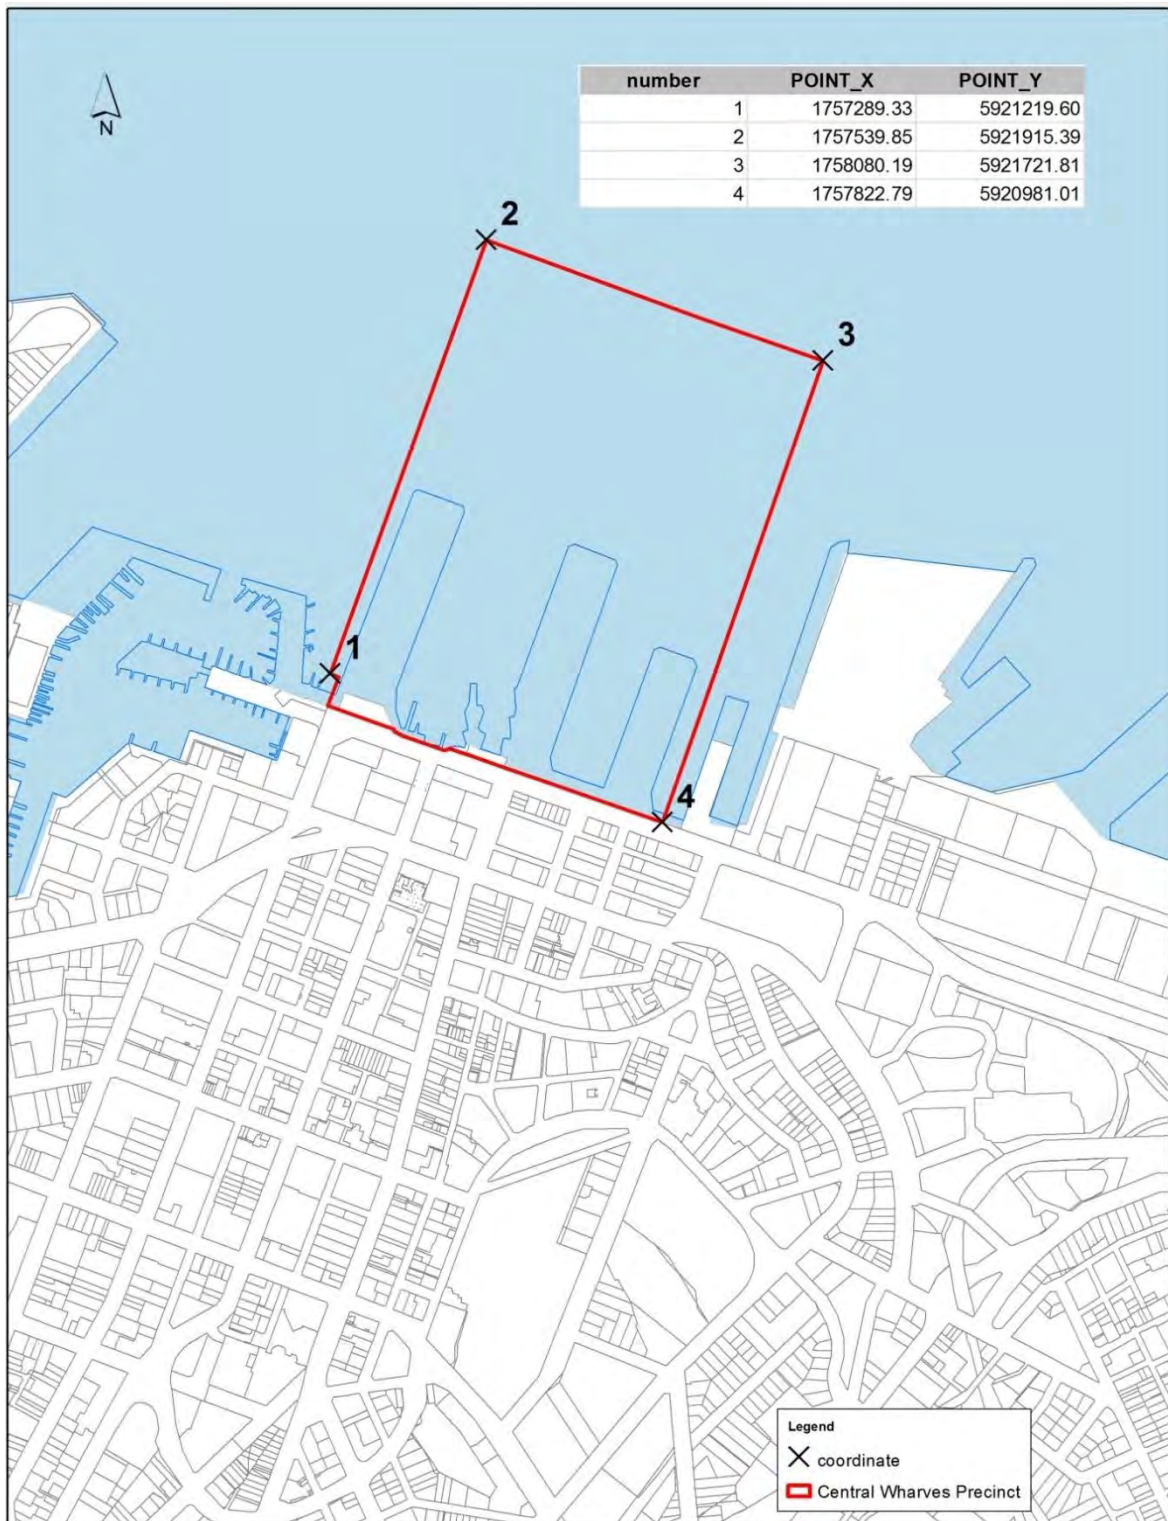 number POINT_X POINT_Y
1 1757289.33 5921219.60
2 1757539.85 5921915.39
3 1758080.19 5921721.81
4 1757822.79 5920981.01
N
2
3
1
4
Legend
coordinate
Central Wharves Precinct